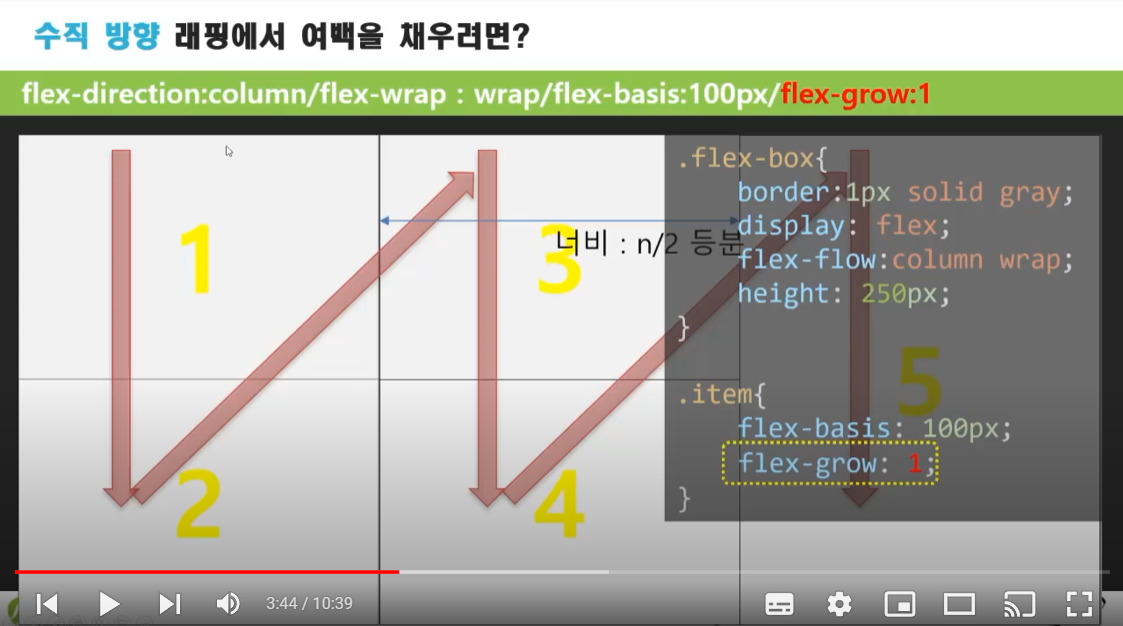 수직 방향 래핑에서 여백을 채우려면?
flex-direction:column/flex-wrap : wrap/flex-basis:100px/flex-grow:1
1
3
너비 : n/2 등분
2
4
5
.flex-box{
border:1px solid gray;
display: flex;
flex-flow:column wrap;
height: 250px;
}
.item{
flex-basis: 100px;
flex-grow: 1;
}
3:44 / 10:39